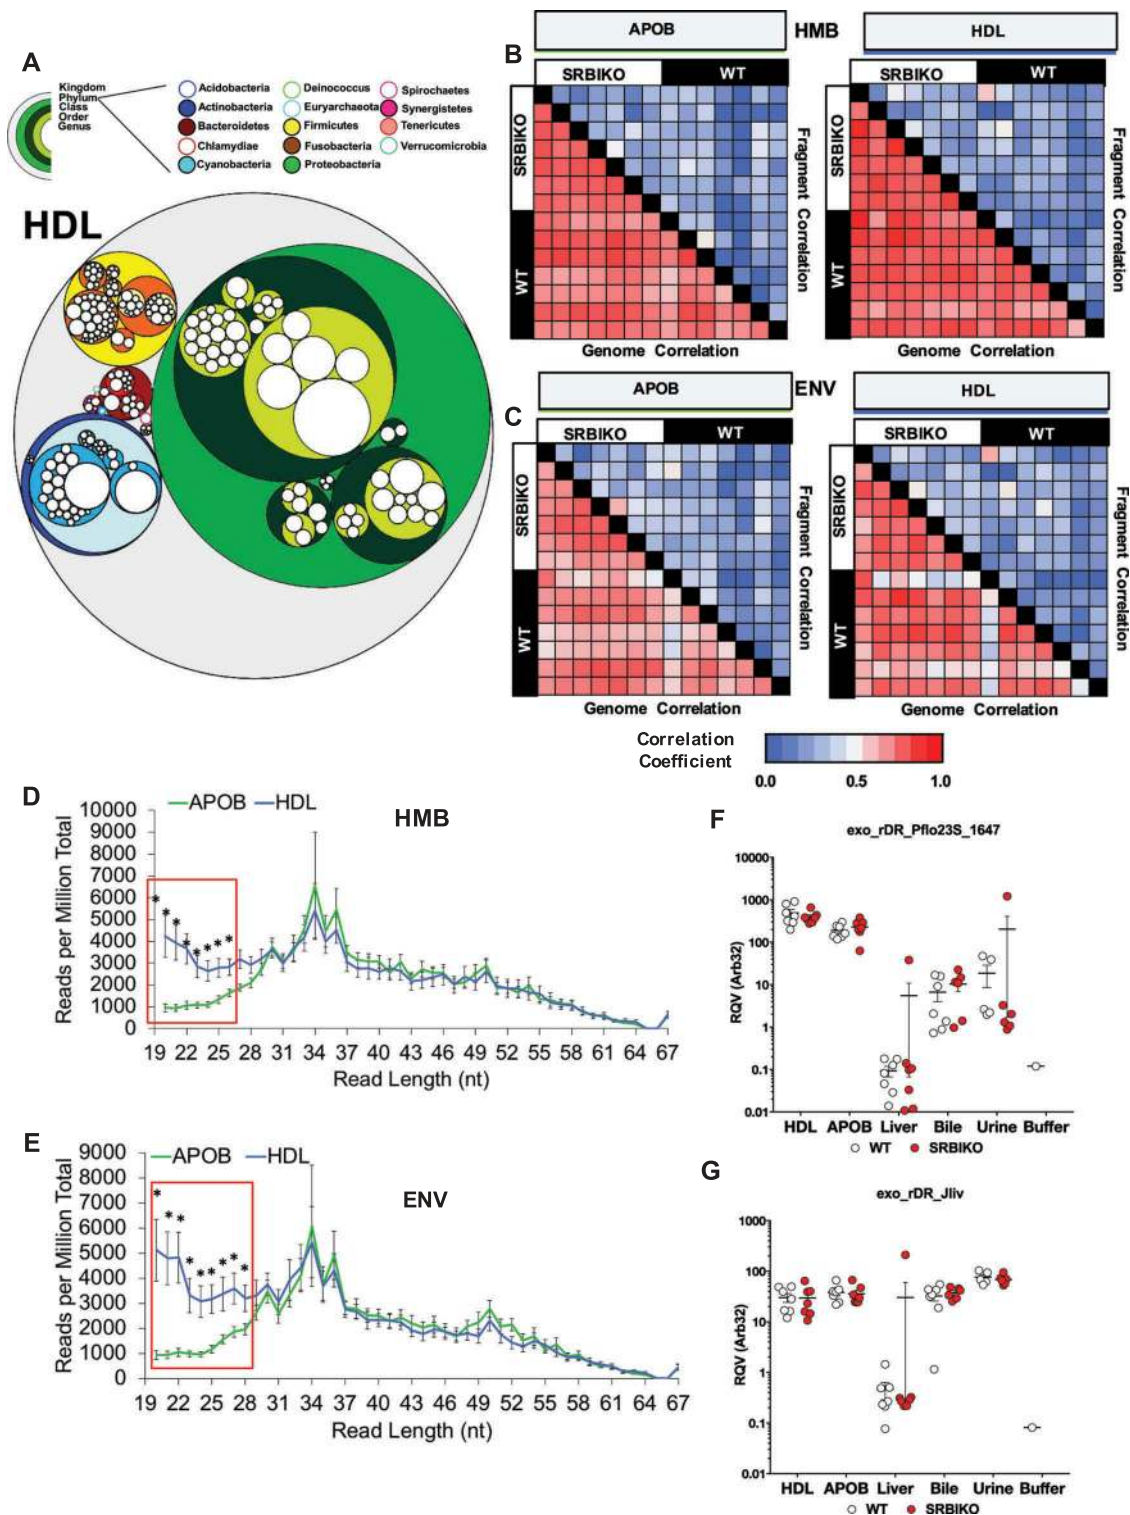 A
Kingdom
Phylum
Class
Order
Genus
Acidobacteria
Actinobacteria
Bacteroidetes
Chlamydiae
Cyanobacteria
Deinococcus
Euryarchaeota
Firmicutes
Fusobacteria
Proteobacteria
Spirochaetes
Synergistetes
Tenericutes
Verrucomicrobia
HDL
B
APOB
HMB
HDL
SRBIKO
WT
SRBIKO
WT
SRBIKO
WT
SRBIKO
WT
Fragment Correlation
Fragment Correlation
Genome Correlation
Genome Correlation
C
APOB
ENV
HDL
SRBIKO
WT
SRBIKO
WT
SRBIKO
WT
SRBIKO
WT
Fragment Correlation
Fragment Correlation
Genome Correlation
Genome Correlation
Correlation
Coefficient
0.0 0.5 1.0
D
APOB HDL
HMB
Reads per Million Total
10000
9000
8000
7000
6000
5000
4000
3000
2000
1000
0
* * * * * * * *
19 22 25 28 31 34 37 40 43 46 49 52 55 58 61 64 67
Read Length (nt)
E
APOB HDL
ENV
Reads per Million Total
9000
8000
7000
6000
5000
4000
3000
2000
1000
0
* * * * * * * * *
19 22 25 28 31 34 37 40 43 46 49 52 55 58 61 64 67
Read Length (nt)
F
exo_rDR_Pflo23S_1647
RQV (Arb32)
10000
1000
100
10
1
0.1
0.01
HDL APOB Liver Bile Urine Buffer
WT SRBIKO
G
exo_rDR_Jliv
RQV (Arb32)
1000
100
10
1
0.1
0.01
HDL APOB Liver Bile Urine Buffer
WT SRBIKO